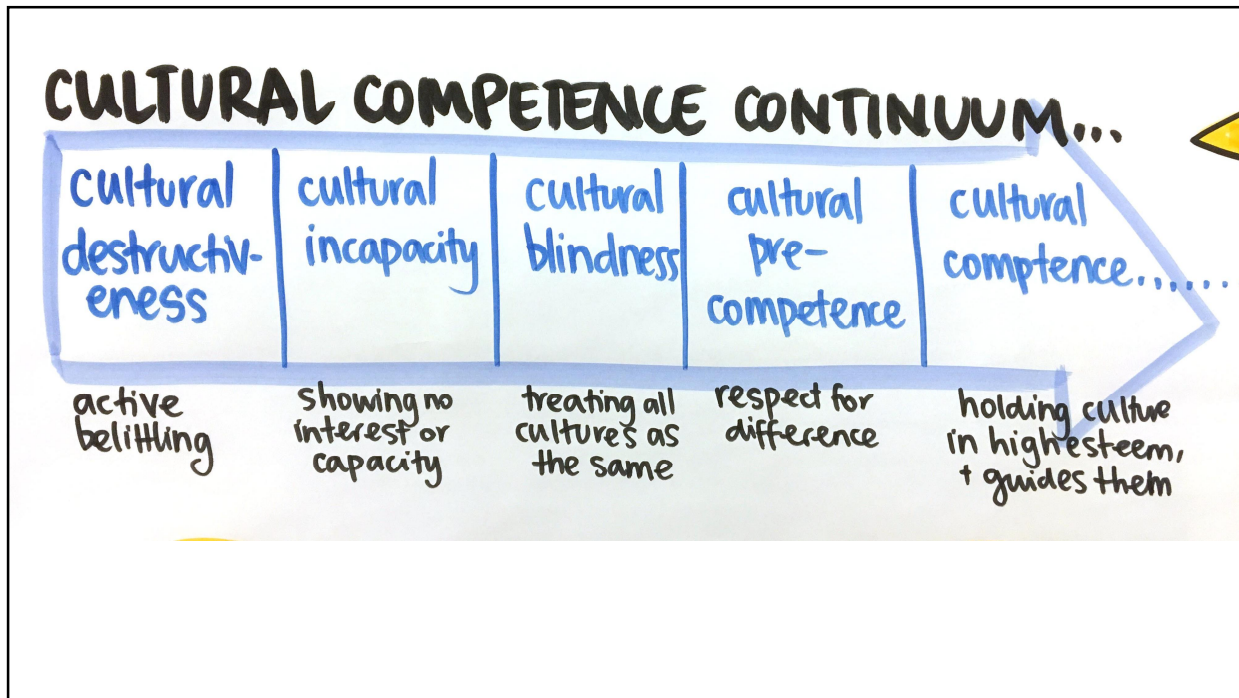 CULTURAL COMPETENCE CONTINUUM...
cultural
destructiv-
eness
cultural
incapacity
cultural
blindness
cultural
pre-
competence
cultural
comptence.......
active
belittling
showing no
interest or
capacity
treating all
cultures as
the same
respect for
difference
holding culture
in high esteem,
+ guides them